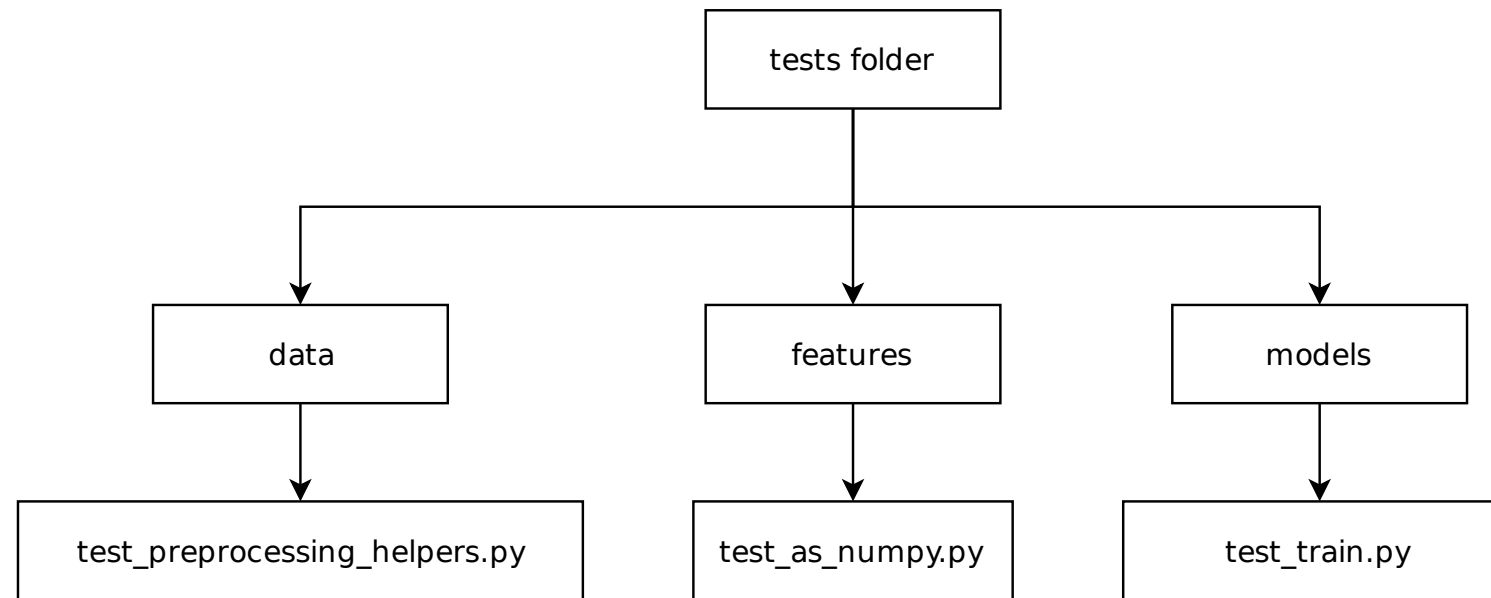 tests folder
data
features
models
test_preprocessing_helpers.py
test_as_numpy.py
test_train.py